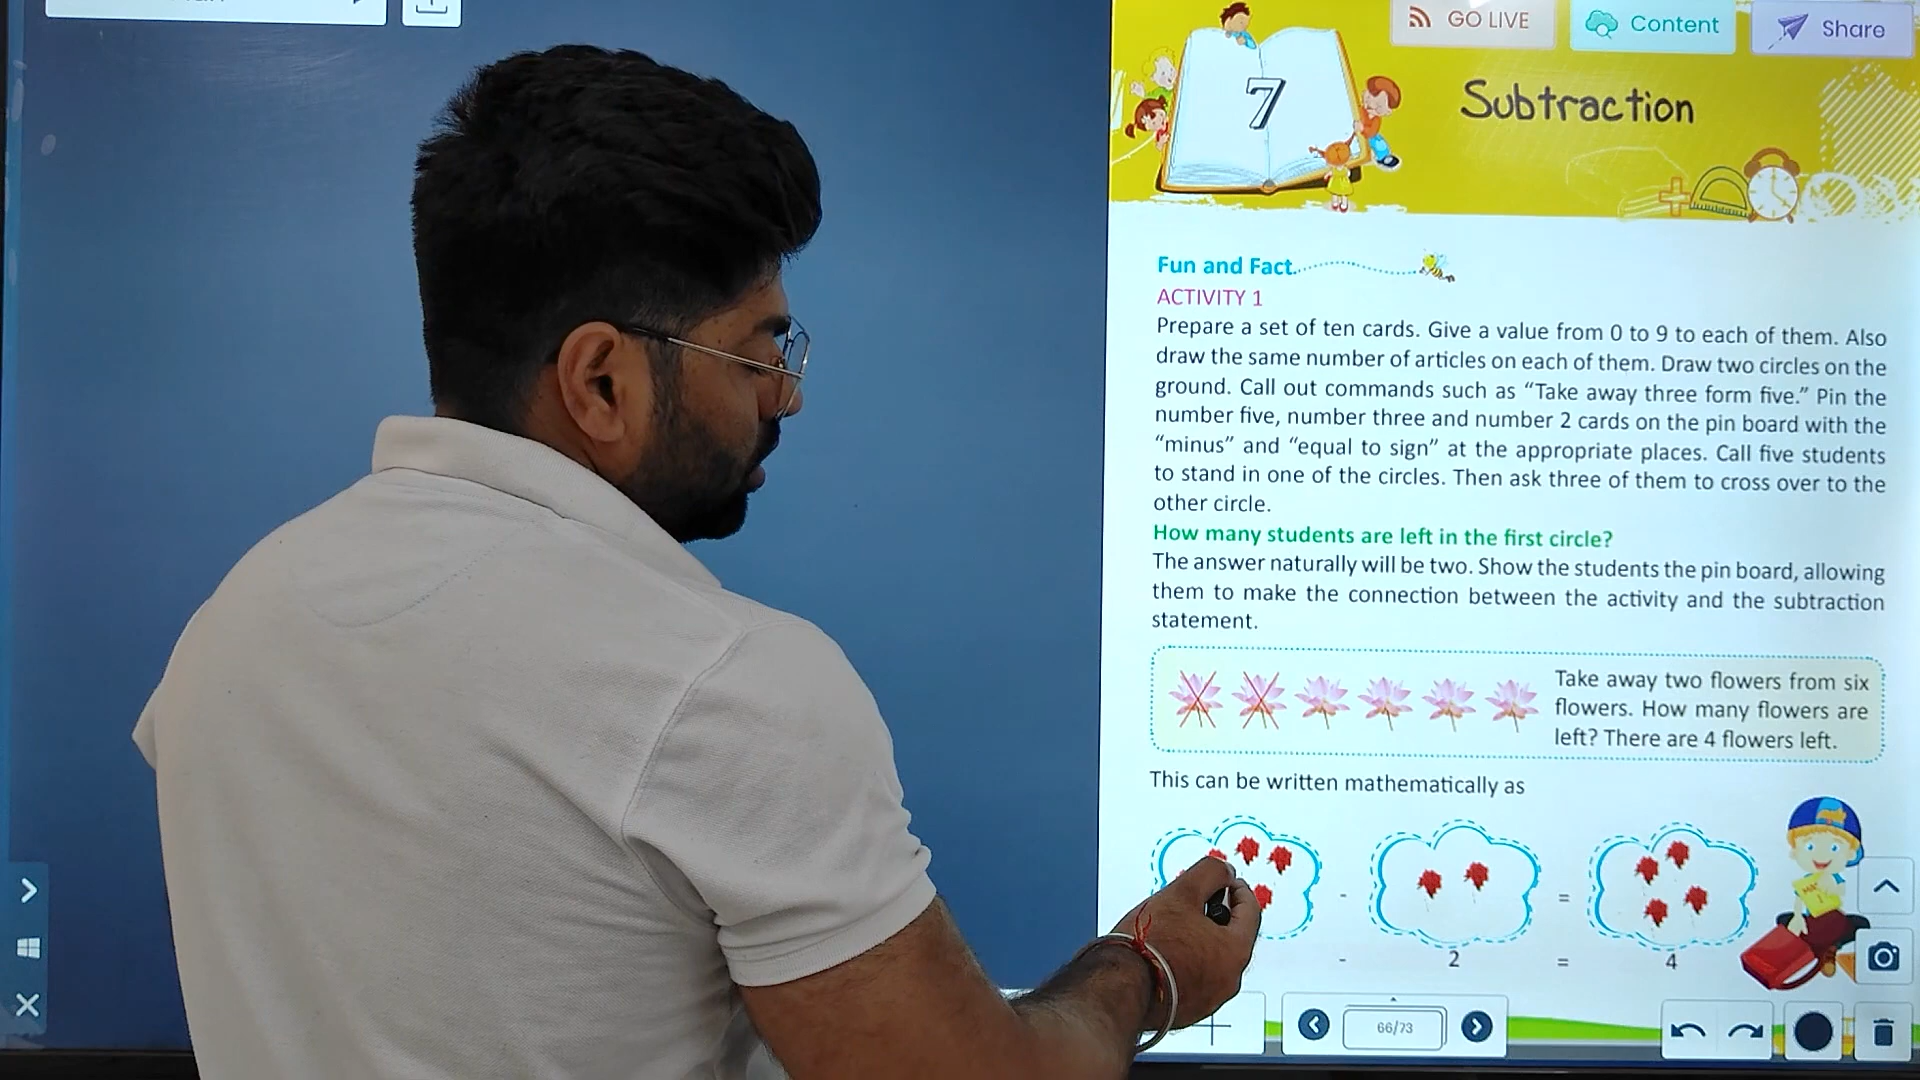 GO LIVE
Content
Share
7
Subtraction
Fun and Fact
ACTIVITY 1
Prepare a set of ten cards. Give a value from 0 to 9 to each of them. Also
draw the same number of articles on each of them. Draw two circles on the
ground. Call out commands such as “Take away three form five.” Pin the
number five, number three and number 2 cards on the pin board with the
“minus” and “equal to sign” at the appropriate places. Call five students
to stand in one of the circles. Then ask three of them to cross over to the
other circle.
How many students are left in the first circle?
The answer naturally will be two. Show the students the pin board, allowing
them to make the connection between the activity and the subtraction
statement.
Take away two flowers from six
flowers. How many flowers are
left? There are 4 flowers left.
This can be written mathematically as
- =
- 2 = 4
66/73